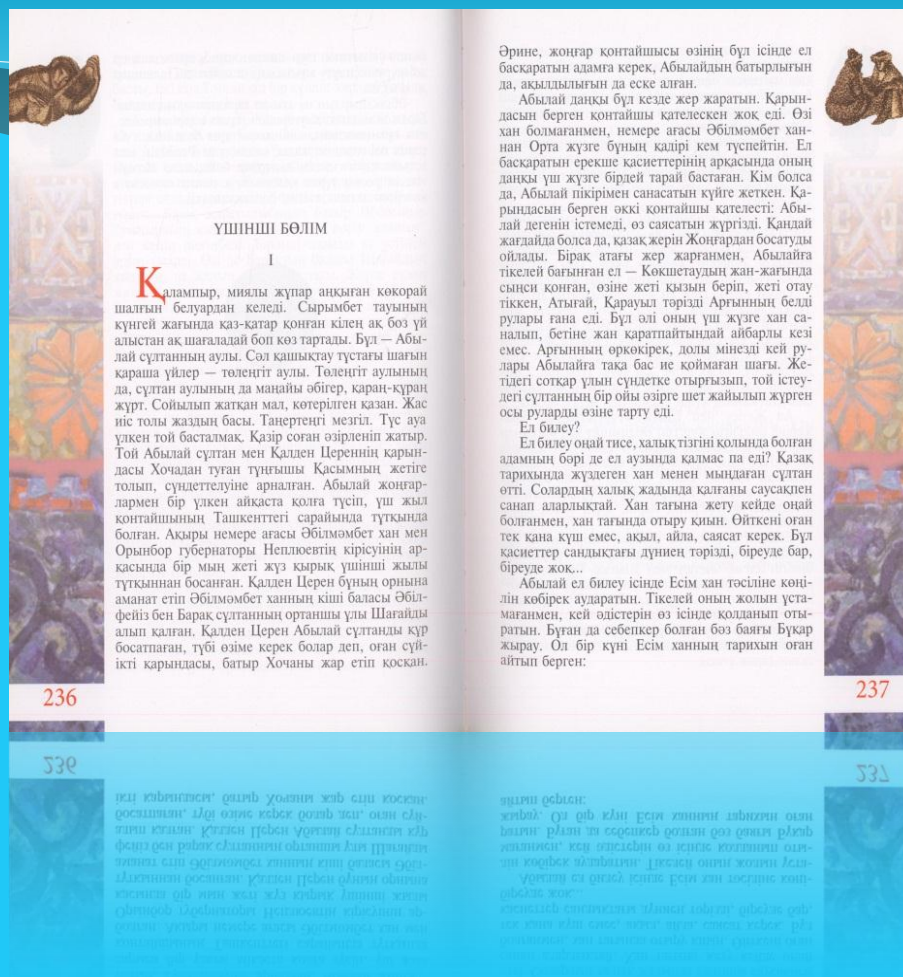 ҮШІНШІ БӨЛІМ
I
Қалампыр, миялы жұпар аңқыған көкорай
шалғын белуардан келеді. Сырымбет тауының
күнгей жағында қаз-қатар қонған кілең ақ боз үй
алыстан ақ шағаладай боп көз тартады. Бұл — Абы-
лай сұлтанның аулы. Сәл қашықтау тұстағы шағын
қараша үйлер — төлеңгіт аулы. Төлеңгіт аулының
да, сұлтан аулының да маңайы әбігер, қараң-құраң
жұрт. Сойылып жатқан мал, көтерілген қазан. Жас
иіс толы жаздың басы. Таңертеңгі мезгіл. Түс ауа
үлкен той басталмақ. Қазір соған әзірленіп жатыр.
Той Абылай сұлтан мен Қалден Цереннің қарын-
дасы Хочадан туған тұңғышы Қасымның жетіге
толып, сүндеттелуіне арналған. Абылай жоңғар-
лармен бір үлкен айқаста қолға түсіп, үш жыл
қонтайшының Ташкенттегі сарайында тұтқында
болған. Ақыры немере ағасы Әбілмәмбет хан мен
Орынбор губернаторы Неплюевтің кірісуінің ар-
қасында бір мың жеті жүз қырық үшінші жылы
тұтқыннан босанған. Қалден Церен бұның орнына
аманат етіп Әбілмәмбет ханның кіші баласы Әбіл-
фейіз бен Барақ сұлтанның ортаншы ұлы Шағайды
алып қалған. Қалден Церен Абылай сұлтанды құр
босатпаған, түбі өзіме керек болар деп, оған сүй-
ікті қарындасы, батыр Хочаны жар етіп қосқан.
236
Әрине, жоңғар қонтайшысы өзінің бұл ісінде ел
басқаратын адамға керек, Абылайдың батырлығын
да, ақылдылығын да еске алған.
Абылай даңқы бұл кезде жер жаратын. Қарын-
дасын берген қонтайшы қателескен жоқ еді. Өзі
хан болмағанмен, немере ағасы Әбілмәмбет хан-
нан Орта жүзге бұның қадірі кем түспейтін. Ел
басқаратын ерекше қасиеттерінің арқасында оның
даңқы үш жүзге бірдей тарай бастаған. Кім болса
да, Абылай пікірімен санасатын күйге жеткен. Қа-
рындасын берген әккі қонтайшы қателесті: Абы-
лай дегенін істемеді, өз саясатын жүргізді. Қандай
жағдайда болса да, қазақ жерін Жоңғардан босатуды
ойлады. Бірақ атағы жер жарғанмен, Абылайға
тікелей бағынған ел — Көкшетаудың жан-жағында
сыңси қонған, өзіне жеті қызын беріп, жеті отау
тіккен, Атығай, Қарауыл тәрізді Арғынның белді
рулары ғана еді. Бұл әлі оның үш жүзге хан са-
налып, бетіне жан қаратпайтындай айбарлы кезі
емес. Арғынның өркөкірек, долы мінезді кей ру-
лары Абылайға тақа бас ие қоймаған шағы. Же-
тідегі сотқар ұлын сүндетке отырғызып, той істеу-
дегі сұлтанның бір ойы әзірге шет жайылып жүрген
осы руларды өзіне тарту еді.
Ел билеу?
Ел билеу оңай тисе, халық тізгіні қолында болған
адамның бәрі де ел аузында қалмас па еді? Қазақ
тарихында жүздеген хан менен мыңдаған сұлтан
өтті. Солардың халық жадында қалғаны саусақпен
санап аларлықтай. Хан тағына жету кейде оңай
болғанмен, хан тағында отыру қиын. Өйткені оған
тек қана күш емес, ақыл, айла, саясат керек. Бұл
қасиеттер сандықтағы дүниең тәрізді, біреуде бар,
біреуде жоқ...
Абылай ел билеу ісінде Есім хан тәсіліне көңі-
лін көбірек аударатын. Тікелей оның жолын ұста-
мағанмен, кей әдістерін өз ісінде қолданып оты-
ратын. Бұған да себепкер болған баз баяғы Бұқар
жырау. Ол бір күні Есім ханның тарихын оған
айтып берген:
237